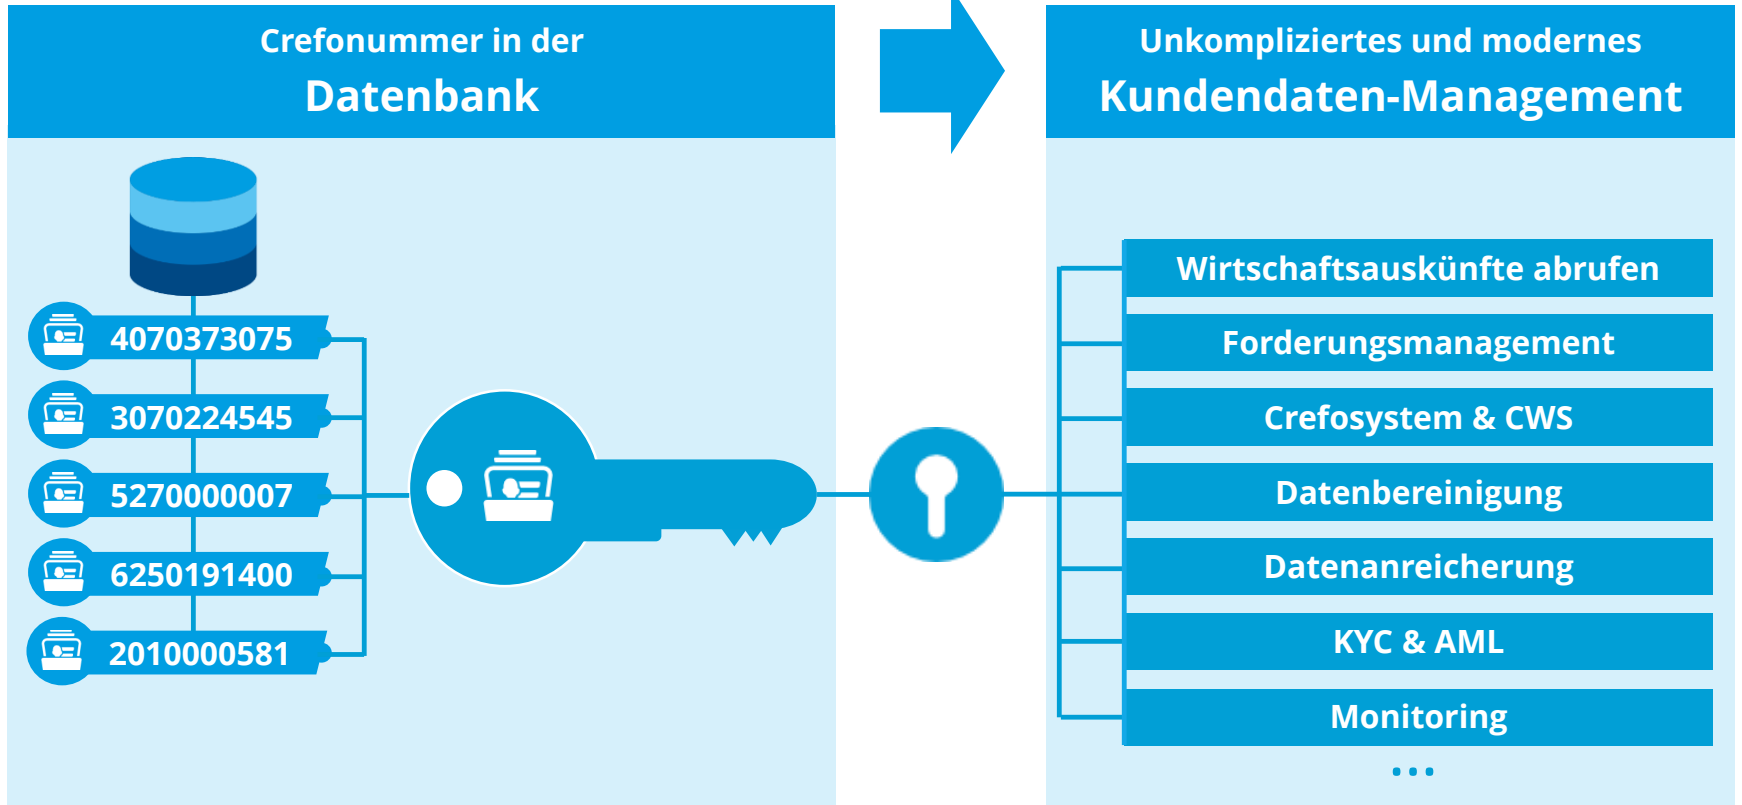 Crefonummer in der
Datenbank
4070373075
3070224545
5270000007
6250191400
2010000581
Unkompliziertes und modernes
Kundendaten-Management
Wirtschaftsauskünfte abrufen
Forderungsmanagement
Crefosystem & CWS
Datenbereinigung
Datenanreicherung
KYC & AML
Monitoring
...